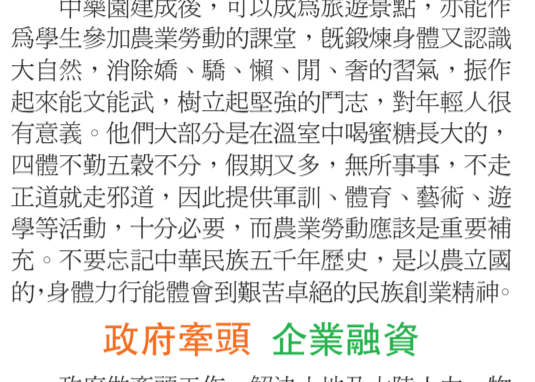 中藥園建成後，可以成為旅遊景點，亦能作
為學生參加農業勞動的課堂，既鍛煉身體又認識
大自然，消除嬌、驕、懶、閒、奢的習氣，振作
起來能文能武，樹立起堅強的鬥志，對年輕人很
有意義。他們大部分是在溫室中喝蜜糖長大的，
四體不勤五穀不分，假期又多，無所事事，不走
正道就走邪道，因此提供軍訓、體育、藝術、遊
學等活動，十分必要，而農業勞動應該是重要補
充。不要忘記中華民族五千年歷史，是以農立國
的，身體力行能體會到艱苦卓絕的民族創業精神。
政府牽頭 企業融資